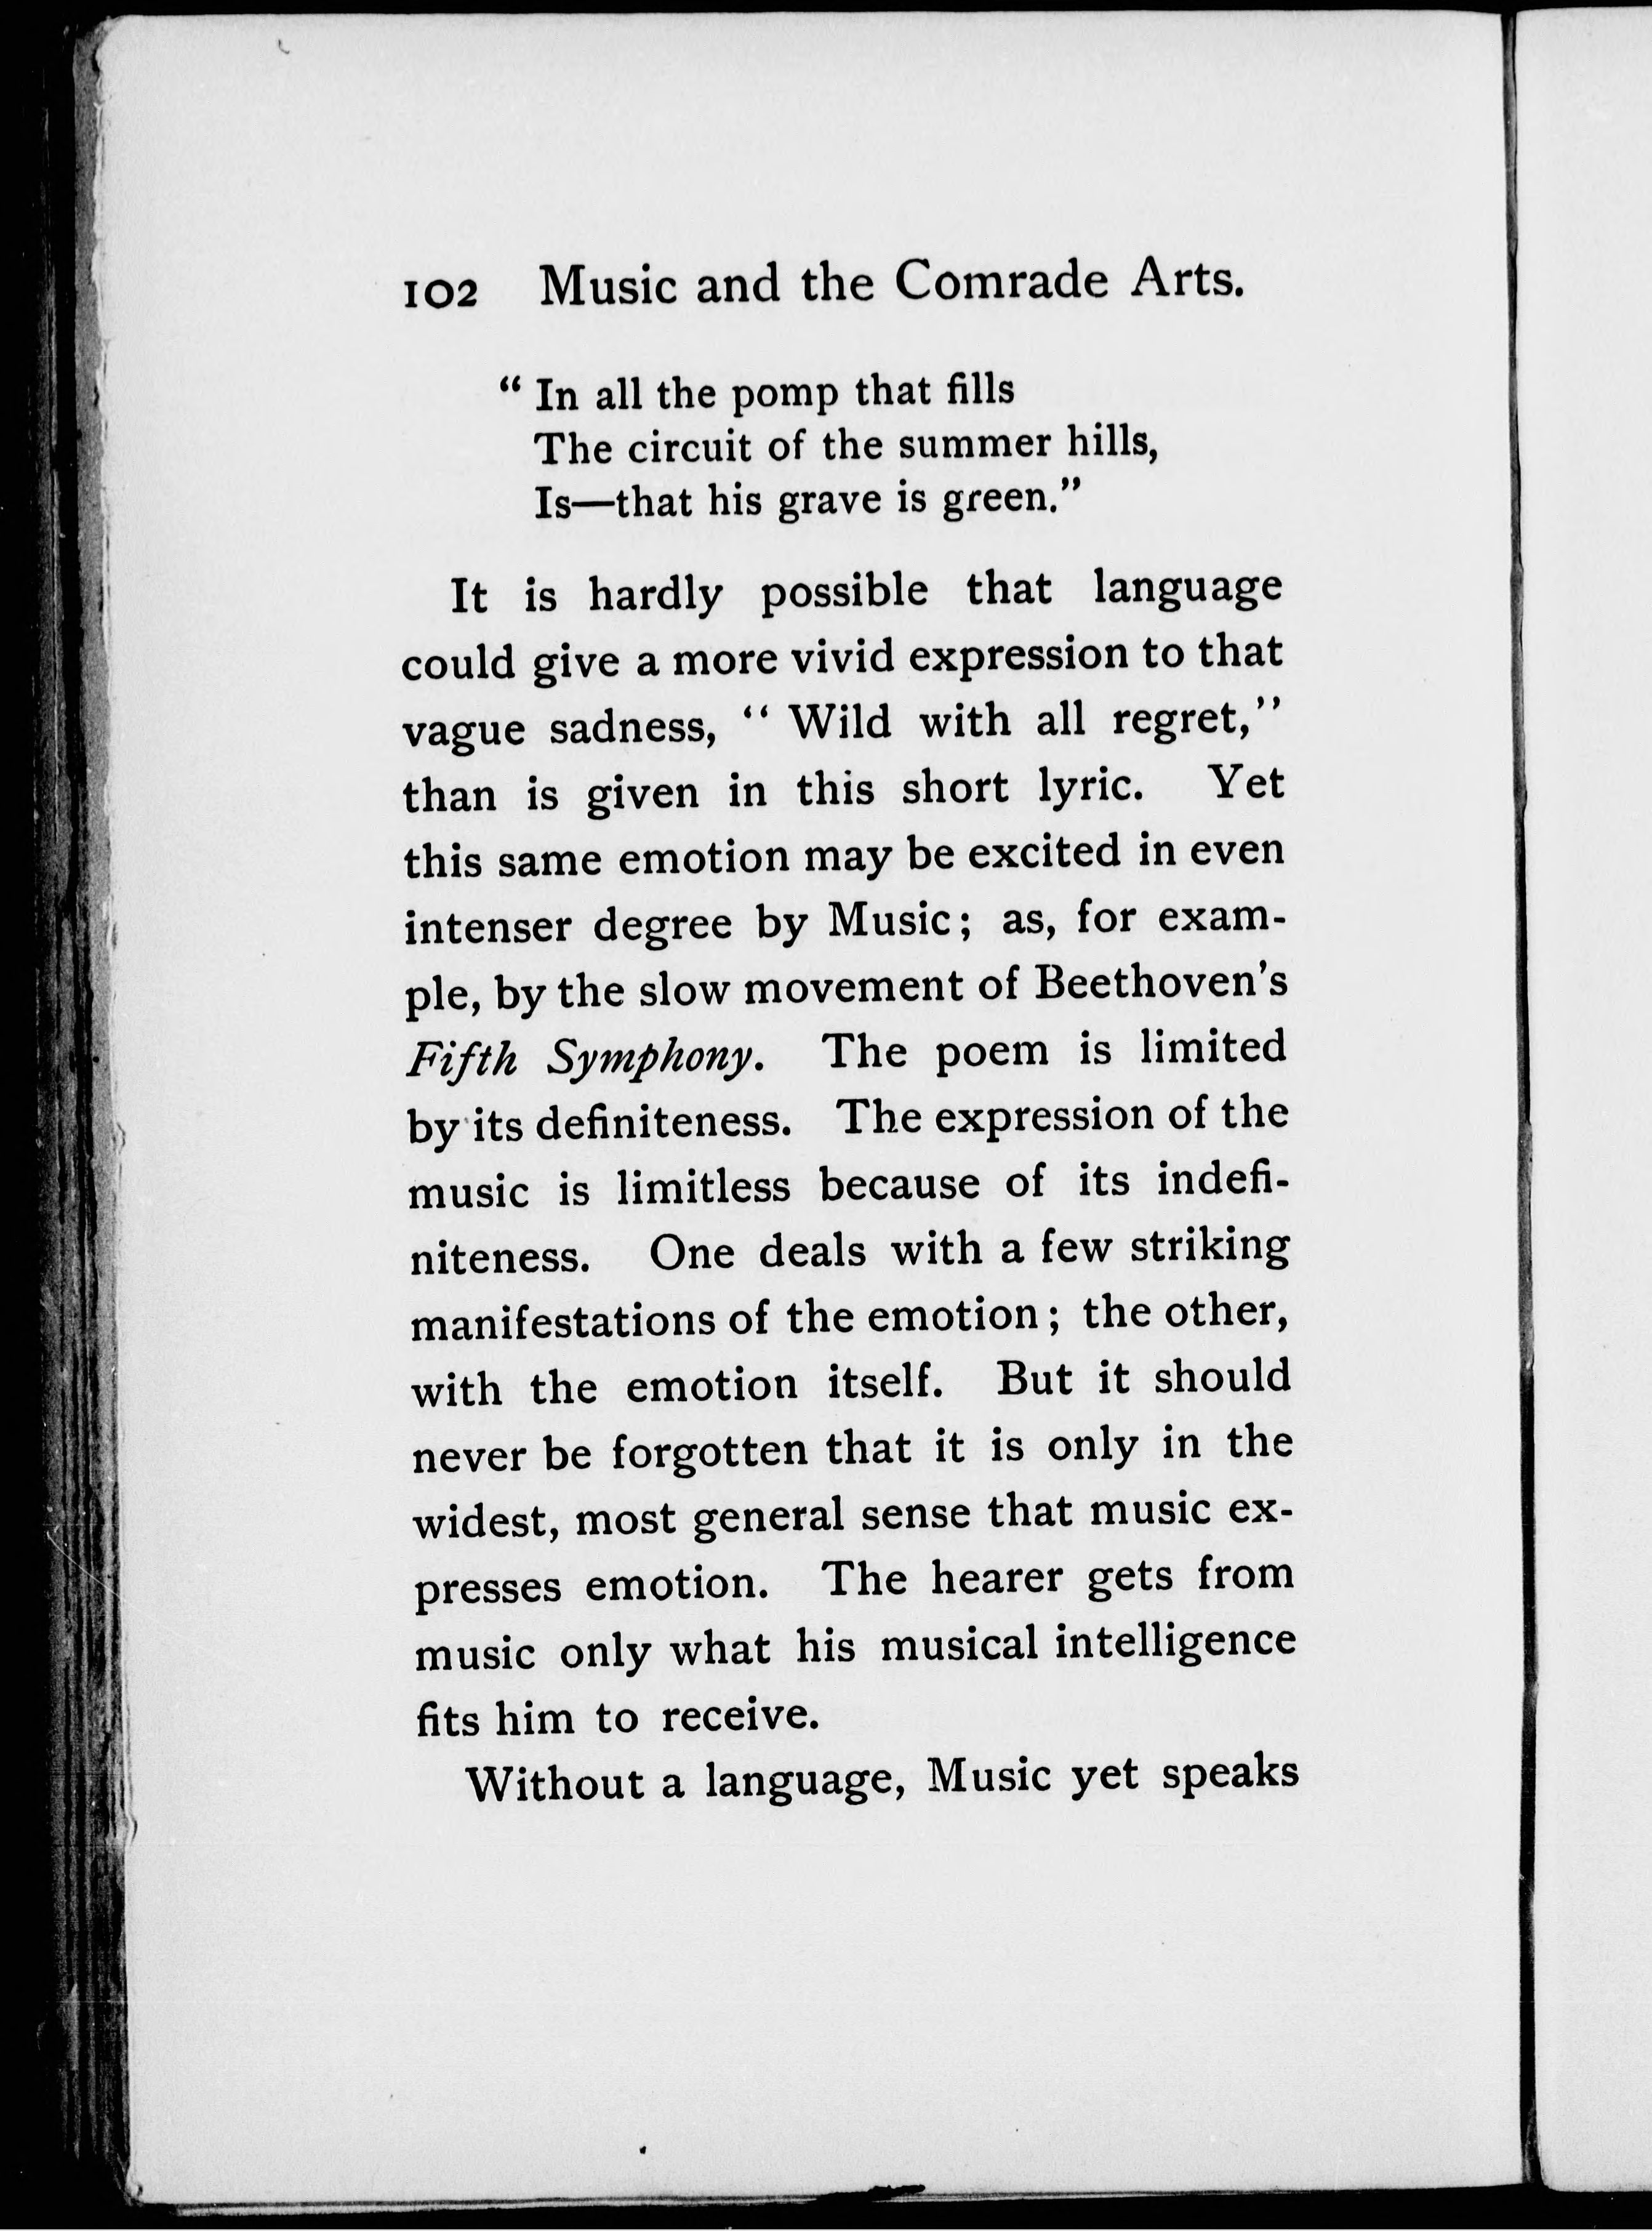 102 Music and the Comrade Arts.
“ In all the pomp that fills
The circuit of the summer hills,
Is—that his grave is green.”
It is hardly possible that language
could give a more vivid expression to that
vague sadness, “ Wild with all regret,”
than is given in this short lyric. Yet
this same emotion may be excited in even
intenser degree by Music; as, for exam-
ple, by the slow movement of Beethoven’s
Fifth Symphony. The poem is limited
by its definiteness. The expression of the
music is limitless because of its indefi-
niteness. One deals with a few striking
manifestations of the emotion; the other,
with the emotion itself. But it should
never be forgotten that it is only in the
widest, most general sense that music ex-
presses emotion. The hearer gets from
music only what his musical intelligence
fits him to receive.
Without a language, Music yet speaks